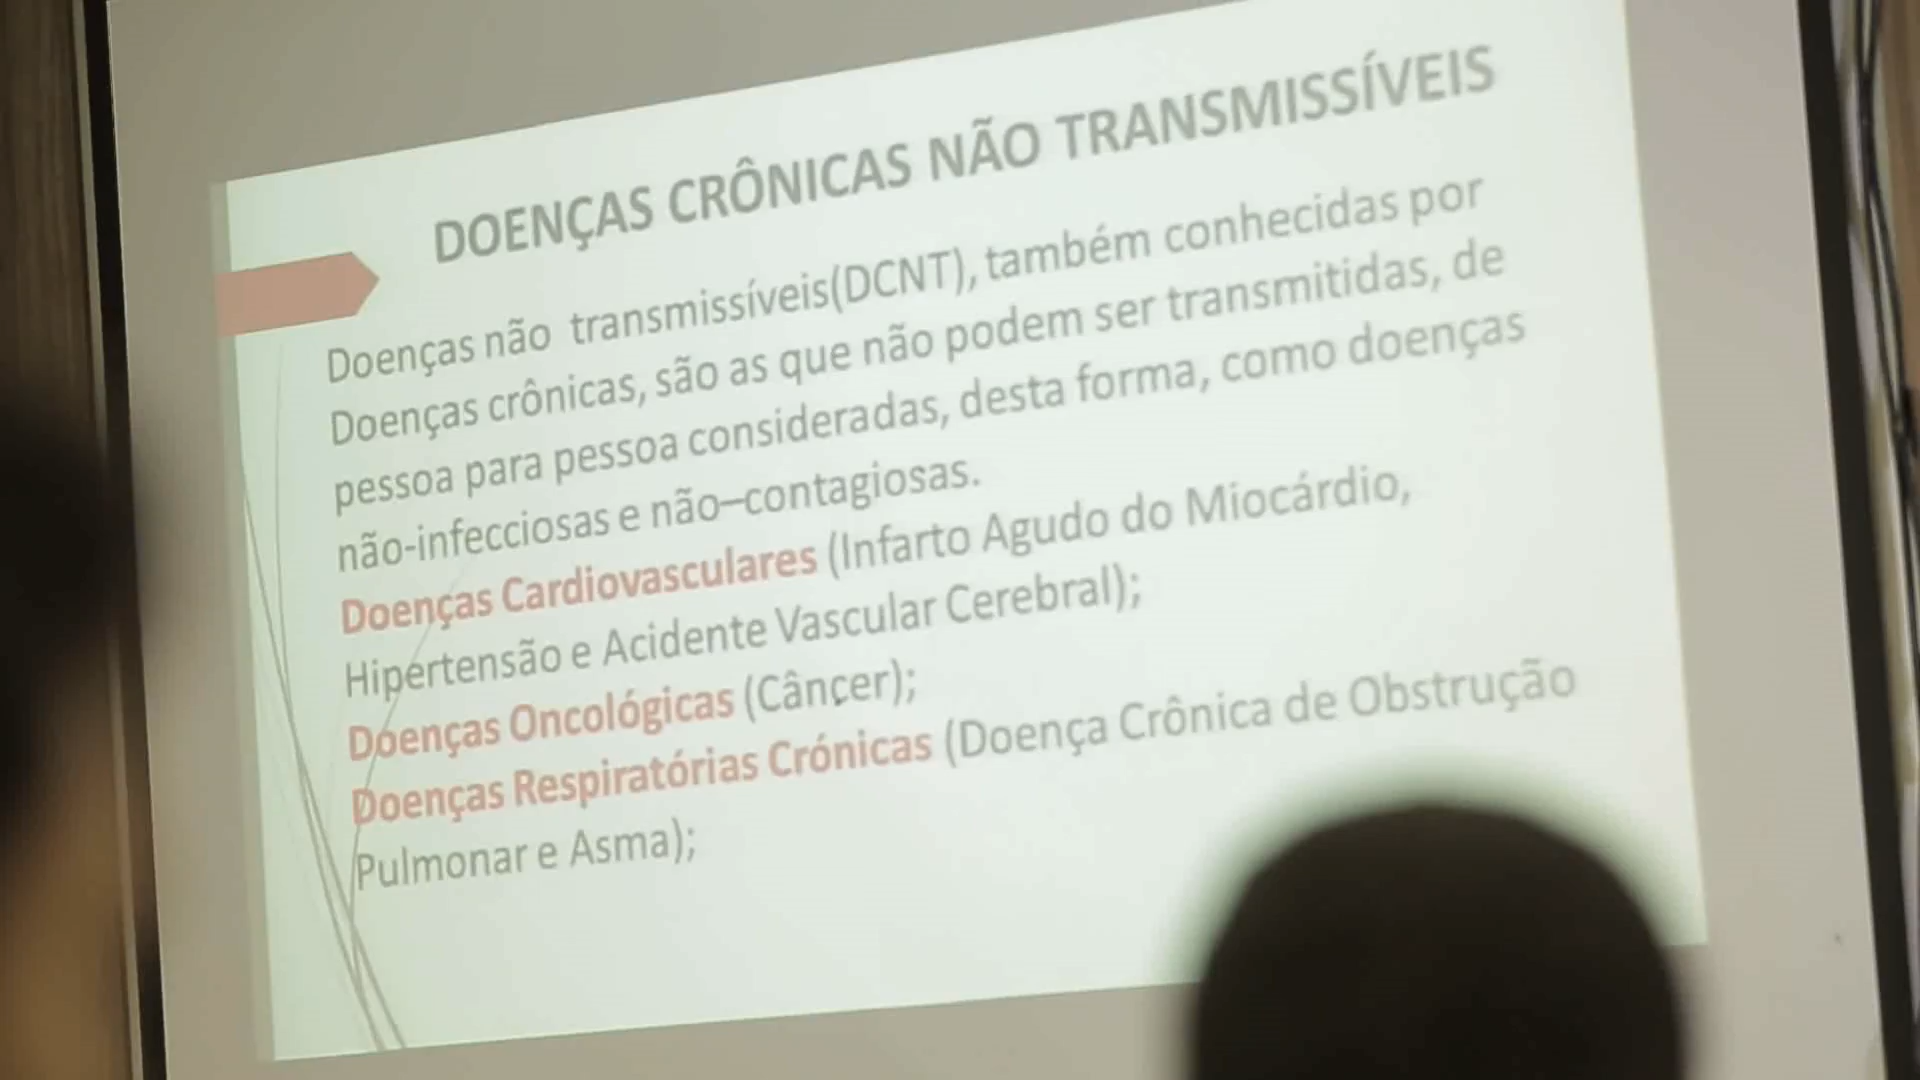 DOENÇAS CRÔNICAS NÃO TRANSMISSÍVEIS
Doenças não transmissíveis(DCNT), também conhecidas por
Doenças crônicas, são as que não podem ser transmitidas, de
pessoa para pessoa consideradas, desta forma, como doenças
não-infecciosas e não–contagiosas.
Doenças Cardiovasculares (Infarto Agudo do Miocárdio,
Hipertensão e Acidente Vascular Cerebral);
Doenças Oncológicas (Câncer);
Doenças Respiratórias Crónicas (Doença Crônica de Obstrução
Pulmonar e Asma);